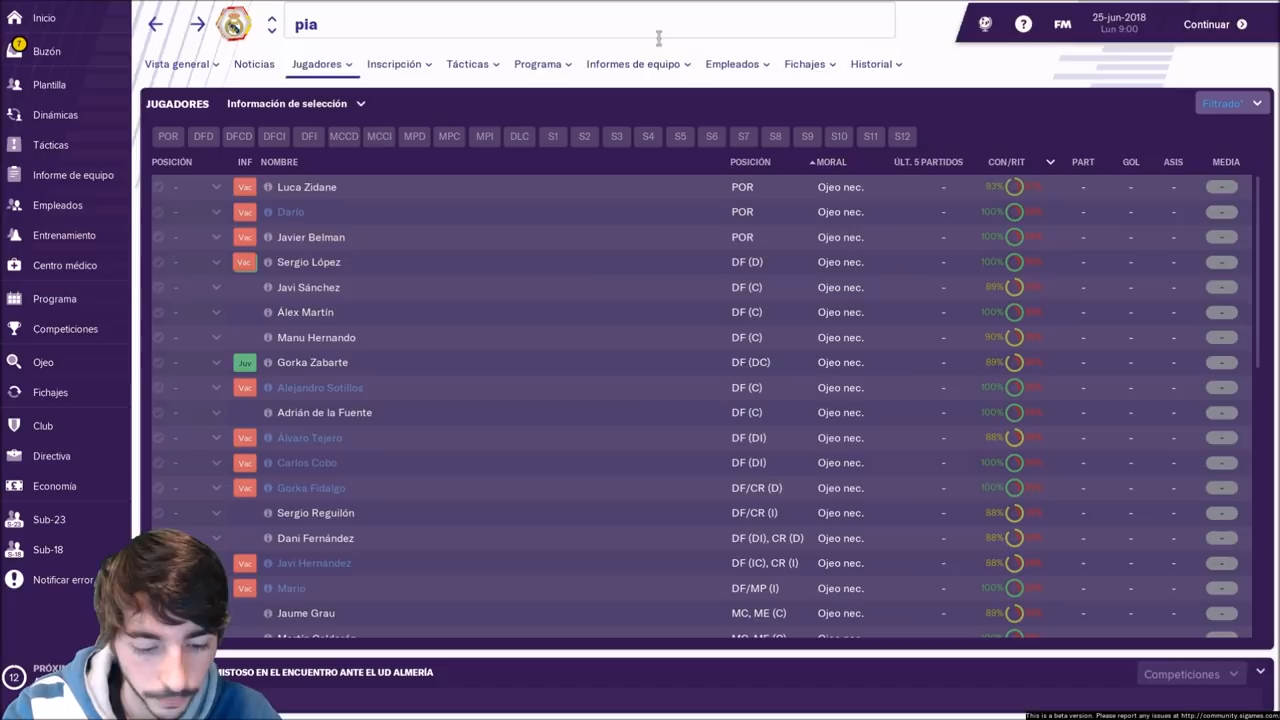 Inicio
pia
FM
25-jun-2018
Lun 9:00
Continuar
7
Buzón
Vista general
Noticias
Jugadores
Inscripción
Tácticas
Programa
Informes de equipo
Empleados
Fichajes
Historial
Plantilla
Dinámicas
Tácticas
Informe de equipo
Empleados
Entrenamiento
Centro médico
Programa
Competiciones
Ojeo
Fichajes
Club
Directiva
Economía
S-23 Sub-23
S-18 Sub-18
Notificar error
12
JUGADORES Información de selección Filtrado*
POR DFD DFCD DFCI DFI MCCD MCCI MPD MPC MPI DLC S1 S2 S3 S4 S5 S6 S7 S8 S9 S10 S11 S12
POSICIÓN INF NOMBRE POSICIÓN MORAL ÚLT. 5 PARTIDOS CON/RIT PART GOL ASIS MEDIA
- Vac Luca Zidane POR Ojeo nec. - 93% - - - -
- Vac Darío POR Ojeo nec. - 100% - - - -
- Vac Javier Belman POR Ojeo nec. - 100% - - - -
- Vac Sergio López DF (D) Ojeo nec. - 100% - - - -
- Javi Sánchez DF (C) Ojeo nec. - 89% - - - -
- Álex Martín DF (C) Ojeo nec. - 100% - - - -
- Manu Hernando DF (C) Ojeo nec. - 90% - - - -
- Juv Gorka Zabarte DF (DC) Ojeo nec. - 89% - - - -
- Vac Alejandro Sotillos DF (C) Ojeo nec. - 100% - - - -
- Adrián de la Fuente DF (C) Ojeo nec. - 100% - - - -
- Vac Álvaro Tejero DF (DI) Ojeo nec. - 88% - - - -
- Vac Carlos Cobo DF (DI) Ojeo nec. - 100% - - - -
- Vac Gorka Fidalgo DF/CR (D) Ojeo nec. - 100% - - - -
- Sergio Reguilón DF/CR (I) Ojeo nec. - 88% - - - -
- Dani Fernández DF (DI), CR (D) Ojeo nec. - 88% - - - -
- Vac Javi Hernández DF (IC), CR (I) Ojeo nec. - 88% - - - -
- Vac Mario DF/MP (I) Ojeo nec. - 100% - - - -
Jaume Grau MC, ME (C) Ojeo nec. - 89% - - - -
MISTOSO EN EL ENCUENTRO ANTE EL UD ALMERÍA
Competiciones
This is a beta version. Please report any issues at http://community.sigames.com